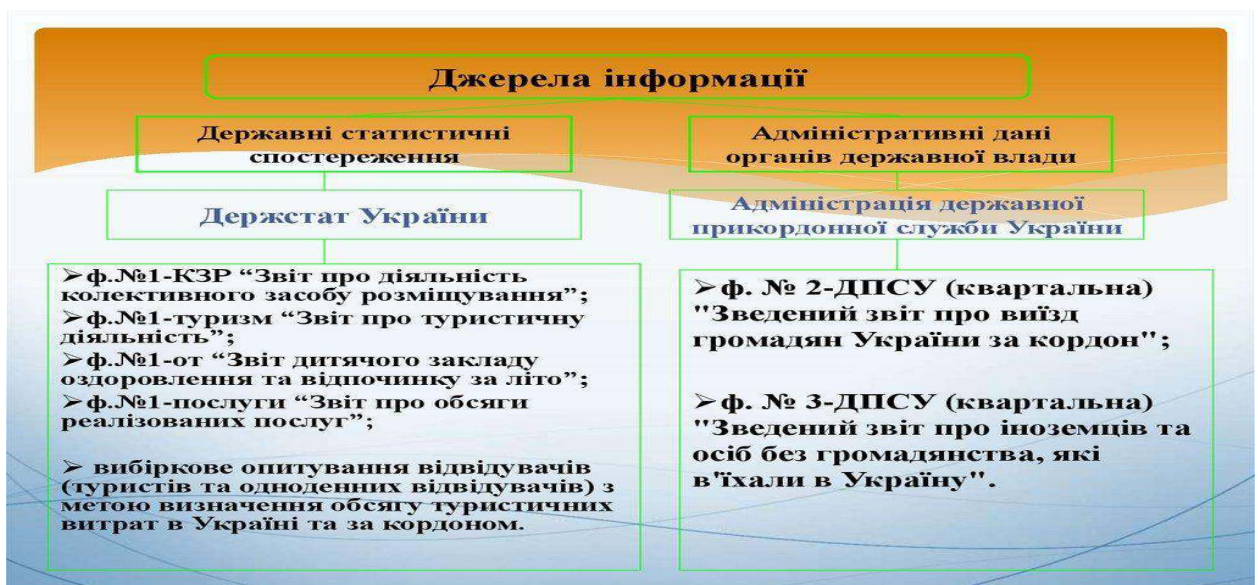 Джерела інформації
Державні статистичні
спостереження
Адміністративні дані
органів державної влади
Держстат України
Адміністрація державної
прикордонної служби України
➢ф.№1-КЗР “Звіт про діяльність
колективного засобу розміщування”;
➢ф.№1-туризм “Звіт про туристичну
діяльність”;
➢ф.№1-от “Звіт дитячого закладу
оздоровлення та відпочинку за літо”;
➢ф.№1-послуги “Звіт про обсяги
реалізованих послуг”;
➢ вибіркове опитування відвідувачів
(туристів та одноденних відвідувачів) з
метою визначення обсягу туристичних
витрат в Україні та за кордоном.
➢ф. № 2-ДПСУ (квартальна)
"Зведений звіт про виїзд
громадян України за кордон";
➢ф. № 3-ДПСУ (квартальна)
"Зведений звіт про іноземців та
осіб без громадянства, які
в'їхали в Україну".